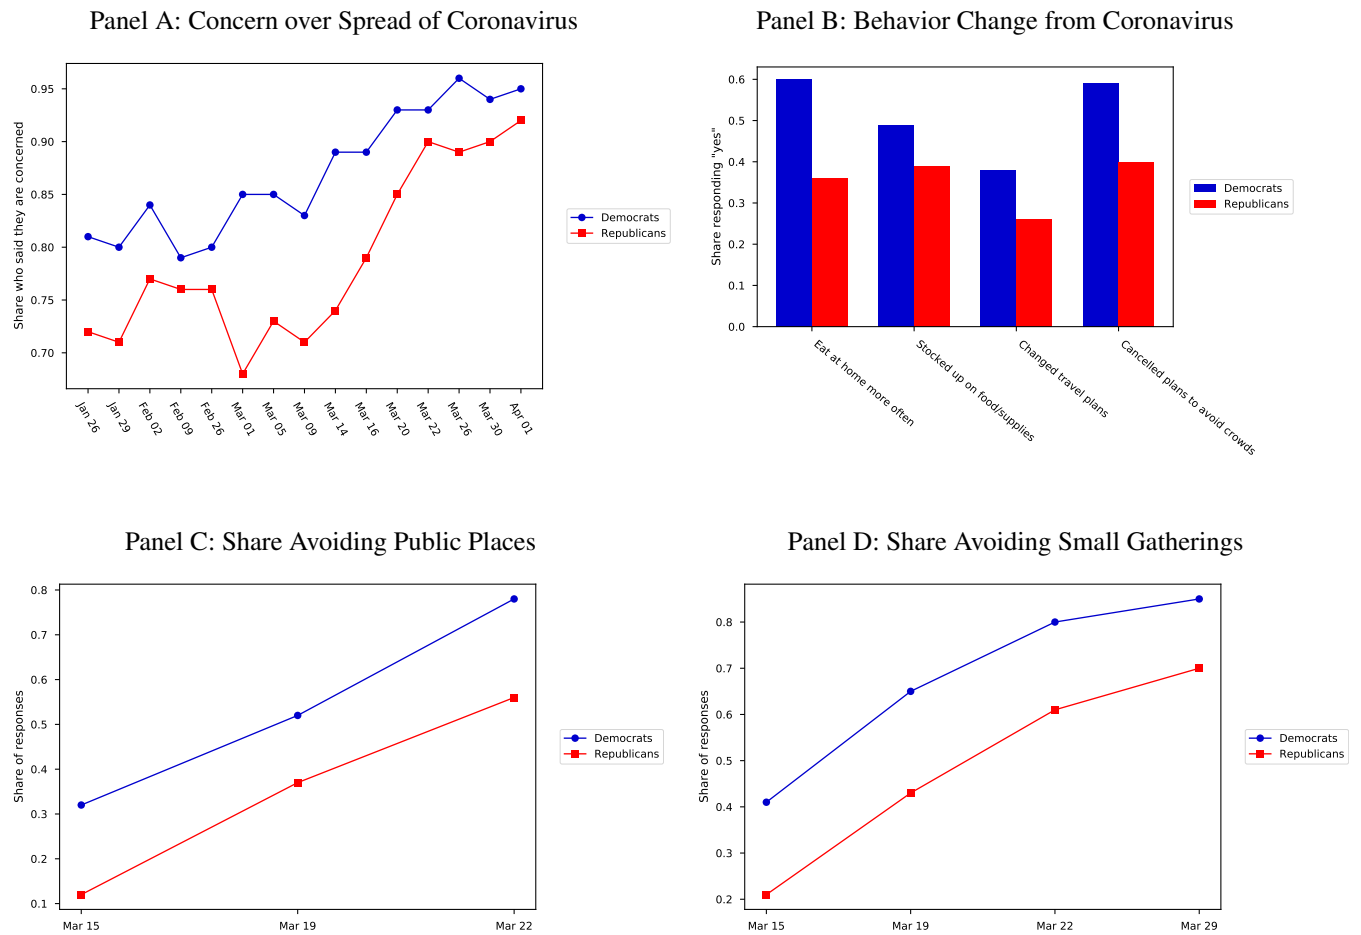 Panel A: Concern over Spread of Coronavirus
Share who said they are concerned
0.95
0.90
0.85
0.80
0.75
0.70
Jan 26
Jan 29
Feb 02
Feb 09
Feb 26
Mar 01
Mar 05
Mar 09
Mar 14
Mar 16
Mar 20
Mar 22
Mar 26
Mar 30
Apr 01
Democrats
Republicans
Panel B: Behavior Change from Coronavirus
Share responding "yes"
0.6
0.5
0.4
0.3
0.2
0.1
0.0
Eat at home more often
Stocked up on food/supplies
Changed travel plans
Cancelled plans to avoid crowds
Democrats
Republicans
Panel C: Share Avoiding Public Places
Share of responses
0.8
0.7
0.6
0.5
0.4
0.3
0.2
0.1
Mar 15
Mar 19
Mar 22
Democrats
Republicans
Panel D: Share Avoiding Small Gatherings
Share of responses
0.8
0.7
0.6
0.5
0.4
0.3
0.2
Mar 15
Mar 19
Mar 22
Mar 29
Democrats
Republicans